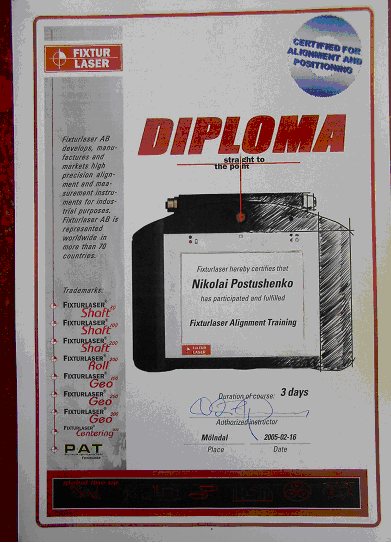 FIXTUR
LASER
CERTIFIED FOR
ALIGNMENT AND
POSITIONING
DIPLOMA
straight to
the point
Fixturlaser AB
develops, manu-
factures and
markets high
precision align-
ment and mea-
surement instru-
ments for indus-
trial purposes.
Fixturlaser AB is
represented
worldwide in
more than 70
countries.
Trademarks:
FIXTURLASER®
Shaft
FIXTURLASER®
Shaft
FIXTURLASER®
Shaft
FIXTURLASER®
Roll
FIXTURLASER®
Geo
FIXTURLASER®
Geo
FIXTURLASER®
Geo
FIXTURLASER®
Centering
PAT
Fixturlaser hereby certifies that
Nikolai Postushenko
has participated and fulfilled
Fixturlaser Alignment Training
FIXTUR
LASER
Duration of course: 3 days
Authorized instructor
Mölndal 2005-02-16
Place Date